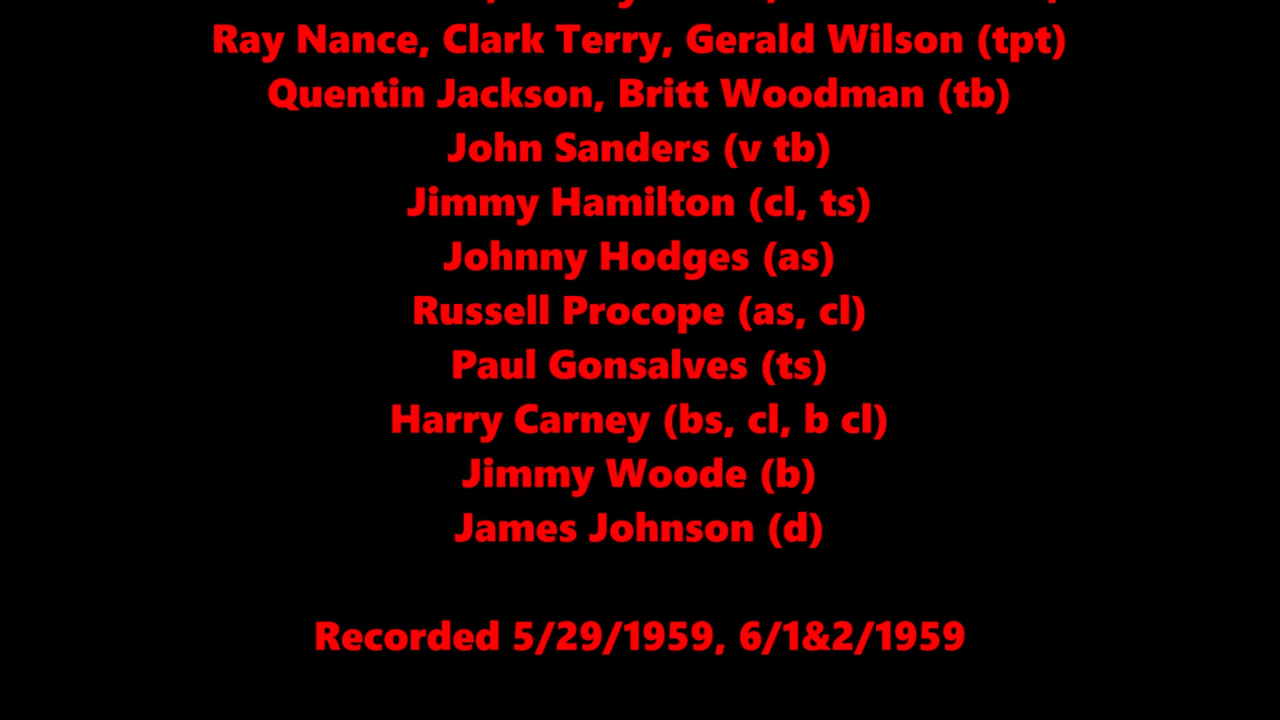 Ray Nance, Clark Terry, Gerald Wilson (tpt)
Quentin Jackson, Britt Woodman (tb)
John Sanders (v tb)
Jimmy Hamilton (cl, ts)
Johnny Hodges (as)
Russell Procope (as, cl)
Paul Gonsalves (ts)
Harry Carney (bs, cl, b cl)
Jimmy Woode (b)
James Johnson (d)
Recorded 5/29/1959, 6/1&2/1959